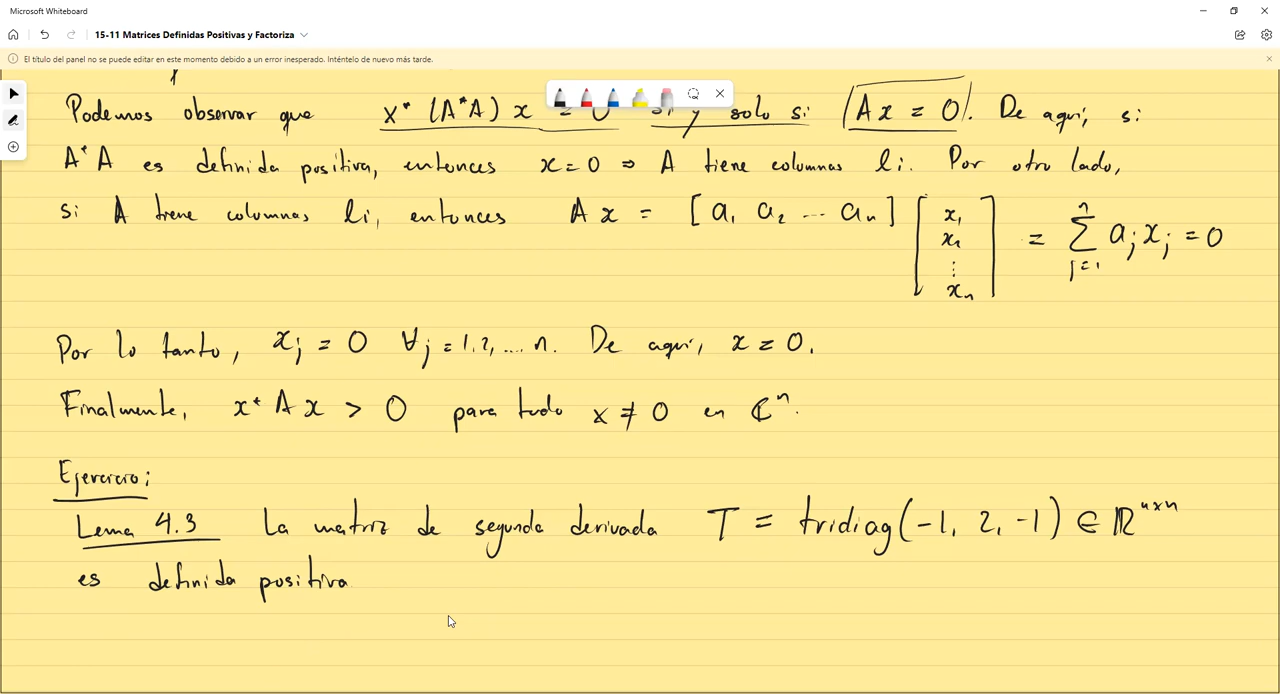 Microsoft Whiteboard
15-11 Matrices Definidas Positivas y Factoriza
El título del panel no se puede editar en este momento debido a un error inesperado. Inténtelo de nuevo más tarde.
Podemos observar que x* (A*A) x = 0 si y solo si (Ax = 0). De aquí, si
A*A es definida positiva, entonces x=0 ⇒ A tiene columnas li. Por otro lado,
si A tiene columnas li, entonces Ax = [a₁ a₂ ... aₙ] [x₁ x₂ ⋮ xₙ] = ∑ⱼ₌₁ⁿ aⱼxⱼ = 0
Por lo tanto, xⱼ = 0 ∀j = 1,2,...n. De aquí, x = 0.
Finalmente, x* A x > 0 para todo x ≠ 0 en ℂⁿ.
Ejercicio:
Lema 4.3 La matriz de segunda derivada T = tridiag(-1, 2, -1) ∈ ℝⁿˣⁿ
es definida positiva